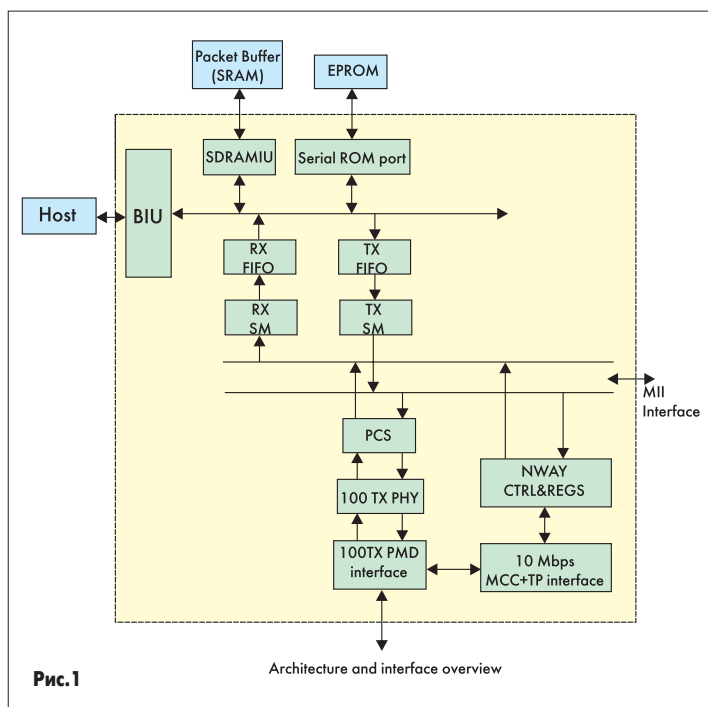 Packet Buffer
(SRAM)
EPROM
SDRAMIU
Serial ROM port
Host
BIU
RX
FIFO
TX
FIFO
RX
SM
TX
SM
MII
Interface
PCS
NWAY
CTRL&REGS
100 TX PHY
100TX PMD
interface
10 Mbps
MCC+TP interface
Architecture and interface overview
Рис.1